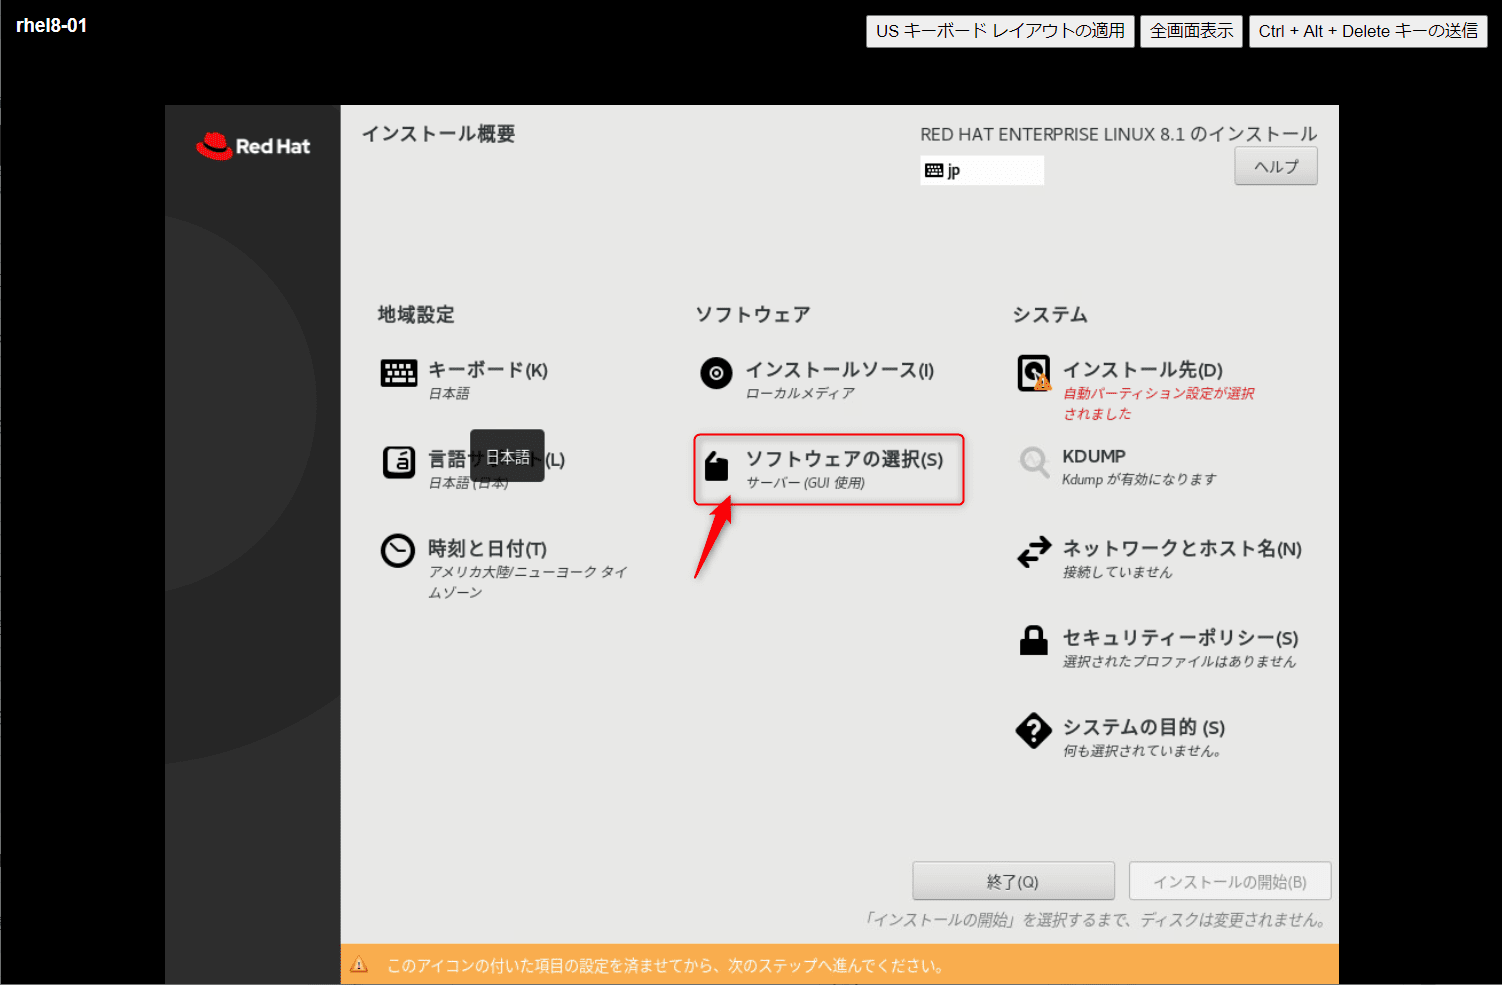 rhel8-01
US キーボード レイアウトの適用
全画面表示
Ctrl + Alt + Delete キーの送信
Red Hat
インストール概要
RED HAT ENTERPRISE LINUX 8.1 のインストール
jp
ヘルプ
地域設定
キーボード(K)
日本語
言語サ ト(L)
日本語
日本語 (日本)
時刻と日付(T)
アメリカ大陸/ニューヨーク タイ
ムゾーン
ソフトウェア
インストールソース(I)
ローカルメディア
ソフトウェアの選択(S)
サーバー (GUI 使用)
システム
インストール先(D)
自動パーティション設定が選択
されました
KDUMP
Kdump が有効になります
ネットワークとホスト名(N)
接続していません
セキュリティーポリシー(S)
選択されたプロファイルはありません
システムの目的 (S)
何も選択されていません。
終了(Q)
インストールの開始(B)
「インストールの開始」を選択するまで、ディスクは変更されません。
このアイコンの付いた項目の設定を済ませてから、次のステップへ進んでください。